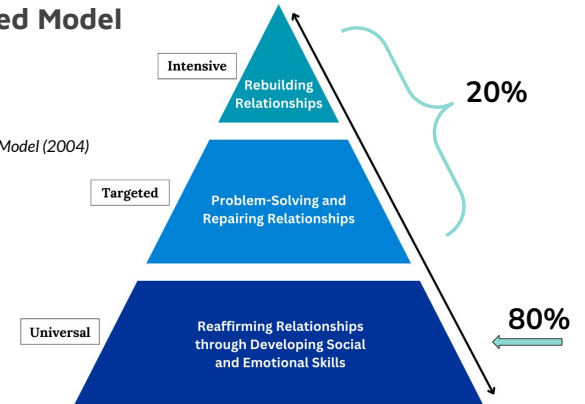 ed Model
Intensive
Rebuilding
Relationships
20%
Model (2004)
Targeted
Problem-Solving and
Repairing Relationships
80%
Universal
Reaffirming Relationships
through Developing Social
and Emotional Skills